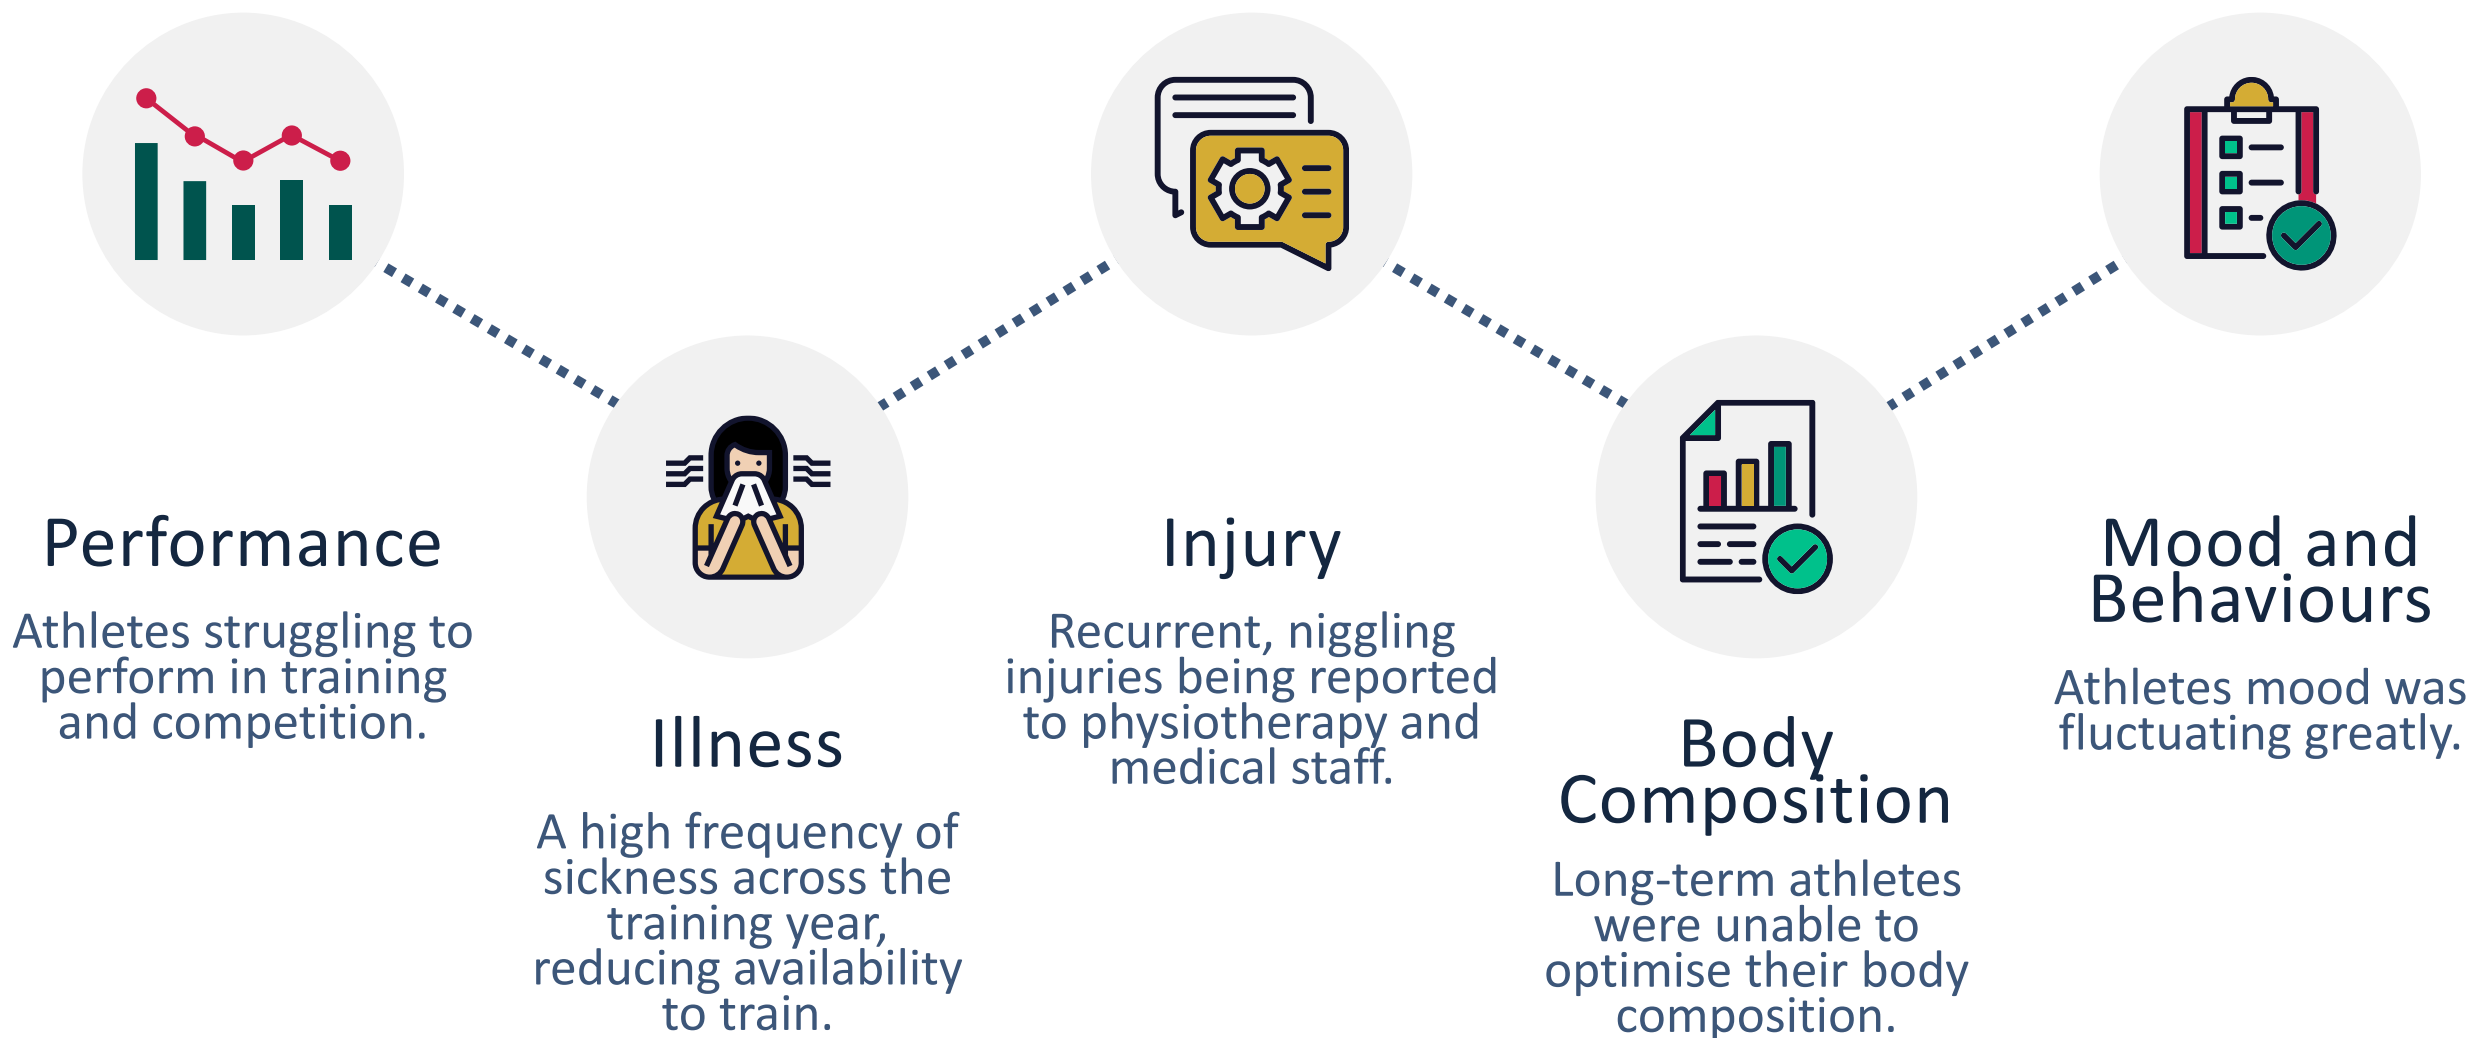 Performance
Athletes struggling to
perform in training
and competition.
Illness
A high frequency of
sickness across the
training year,
reducing availability
to train.
Injury
Recurrent, niggling
injuries being reported
to physiotherapy and
medical staff.
Body
Composition
Long-term athletes
were unable to
optimise their body
composition.
Mood and
Behaviours
Athletes mood was
fluctuating greatly.